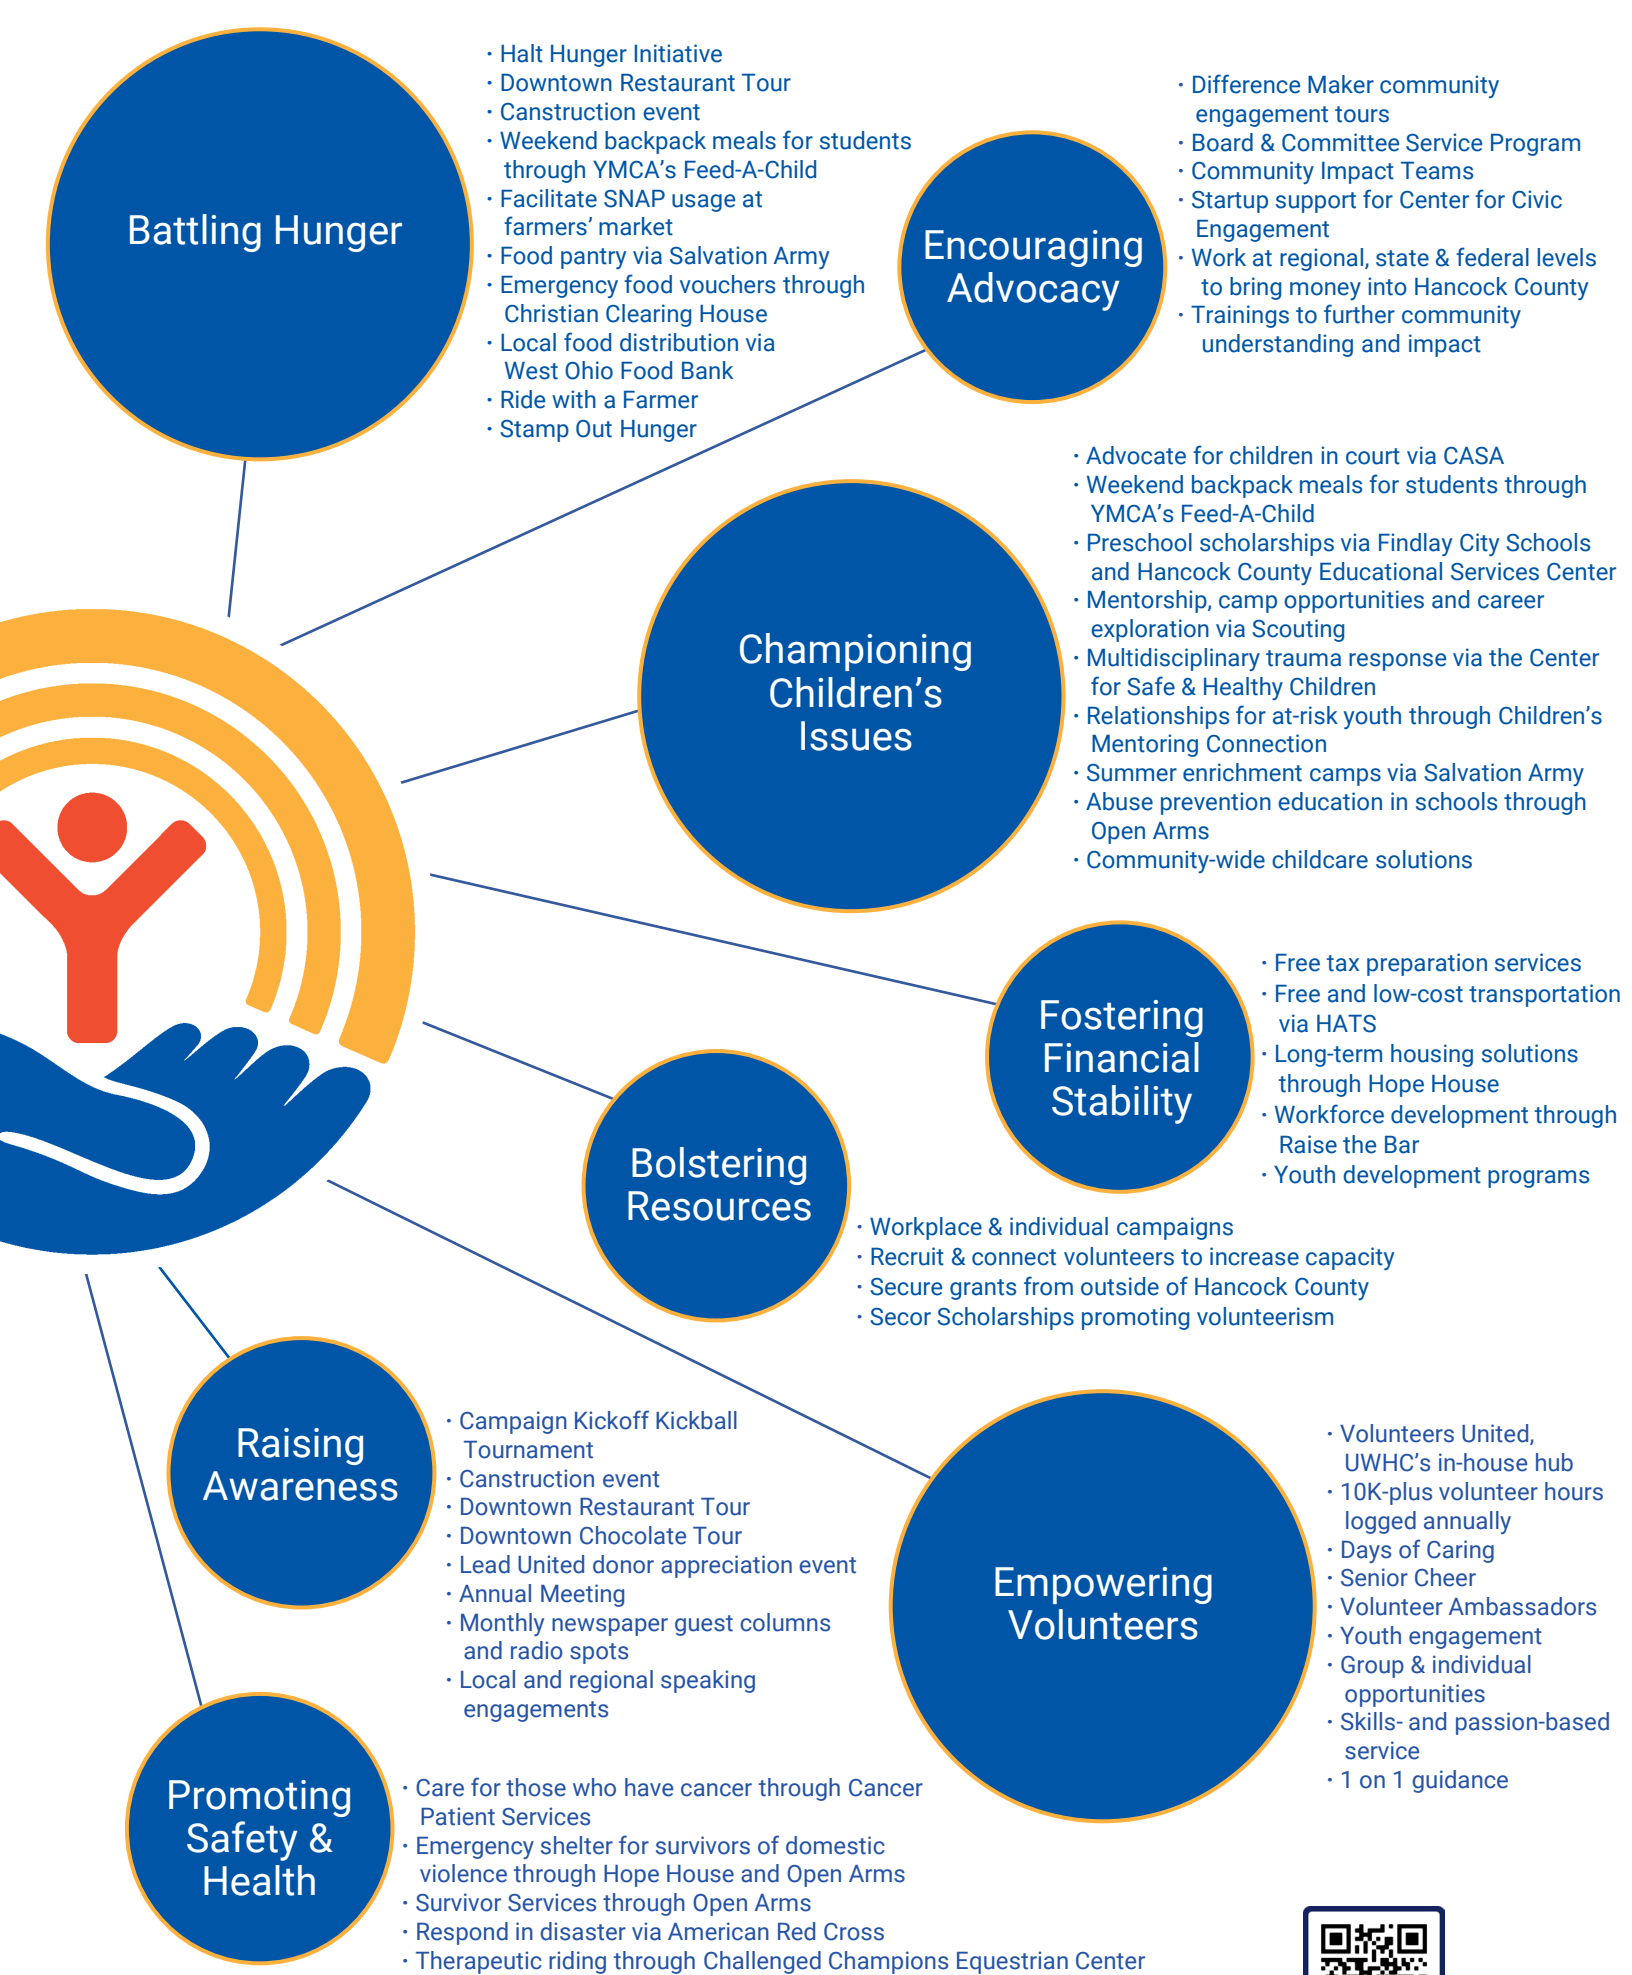 Battling Hunger
· Halt Hunger Initiative
· Downtown Restaurant Tour
· Canstruction event
· Weekend backpack meals for students
through YMCA’s Feed-A-Child
· Facilitate SNAP usage at
farmers’ market
· Food pantry via Salvation Army
· Emergency food vouchers through
Christian Clearing House
· Local food distribution via
West Ohio Food Bank
· Ride with a Farmer
· Stamp Out Hunger
Encouraging
Advocacy
· Difference Maker community
engagement tours
· Board & Committee Service Program
· Community Impact Teams
· Startup support for Center for Civic
Engagement
· Work at regional, state & federal levels
to bring money into Hancock County
· Trainings to further community
understanding and impact
Championing
Children’s
Issues
· Advocate for children in court via CASA
· Weekend backpack meals for students through
YMCA’s Feed-A-Child
· Preschool scholarships via Findlay City Schools
and Hancock County Educational Services Center
· Mentorship, camp opportunities and career
exploration via Scouting
· Multidisciplinary trauma response via the Center
for Safe & Healthy Children
· Relationships for at-risk youth through Children’s
Mentoring Connection
· Summer enrichment camps via Salvation Army
· Abuse prevention education in schools through
Open Arms
· Community-wide childcare solutions
Fostering
Financial
Stability
· Free tax preparation services
· Free and low-cost transportation
via HATS
· Long-term housing solutions
through Hope House
· Workforce development through
Raise the Bar
· Youth development programs
Bolstering
Resources
· Workplace & individual campaigns
· Recruit & connect volunteers to increase capacity
· Secure grants from outside of Hancock County
· Secor Scholarships promoting volunteerism
Raising
Awareness
· Campaign Kickoff Kickball
Tournament
· Canstruction event
· Downtown Restaurant Tour
· Downtown Chocolate Tour
· Lead United donor appreciation event
· Annual Meeting
· Monthly newspaper guest columns
and radio spots
· Local and regional speaking
engagements
Empowering
Volunteers
· Volunteers United,
UWHC’s in-house hub
· 10K-plus volunteer hours
logged annually
· Days of Caring
· Senior Cheer
· Volunteer Ambassadors
· Youth engagement
· Group & individual
opportunities
· Skills- and passion-based
service
· 1 on 1 guidance
Promoting
Safety &
Health
· Care for those who have cancer through Cancer
Patient Services
· Emergency shelter for survivors of domestic
violence through Hope House and Open Arms
· Survivor Services through Open Arms
· Respond in disaster via American Red Cross
· Therapeutic riding through Challenged Champions Equestrian Center